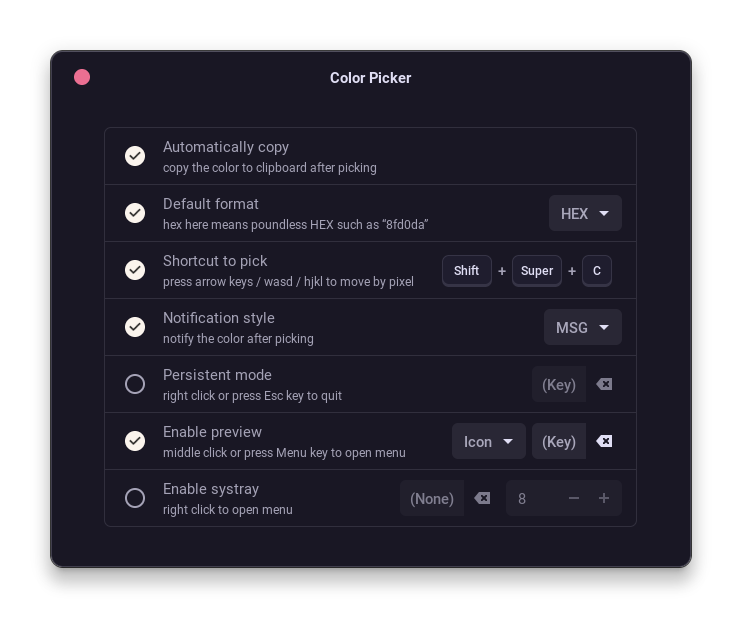 Color Picker
Automatically copy
copy the color to clipboard after picking
Default format
hex here means poundless HEX such as “8fd0da”
HEX
Shortcut to pick
press arrow keys / wasd / hjkl to move by pixel
Shift + Super + C
Notification style
notify the color after picking
MSG
Persistent mode
right click or press Esc key to quit
(Key)
Enable preview
middle click or press Menu key to open menu
Icon (Key)
Enable systray
right click to open menu
(None) 8 − +